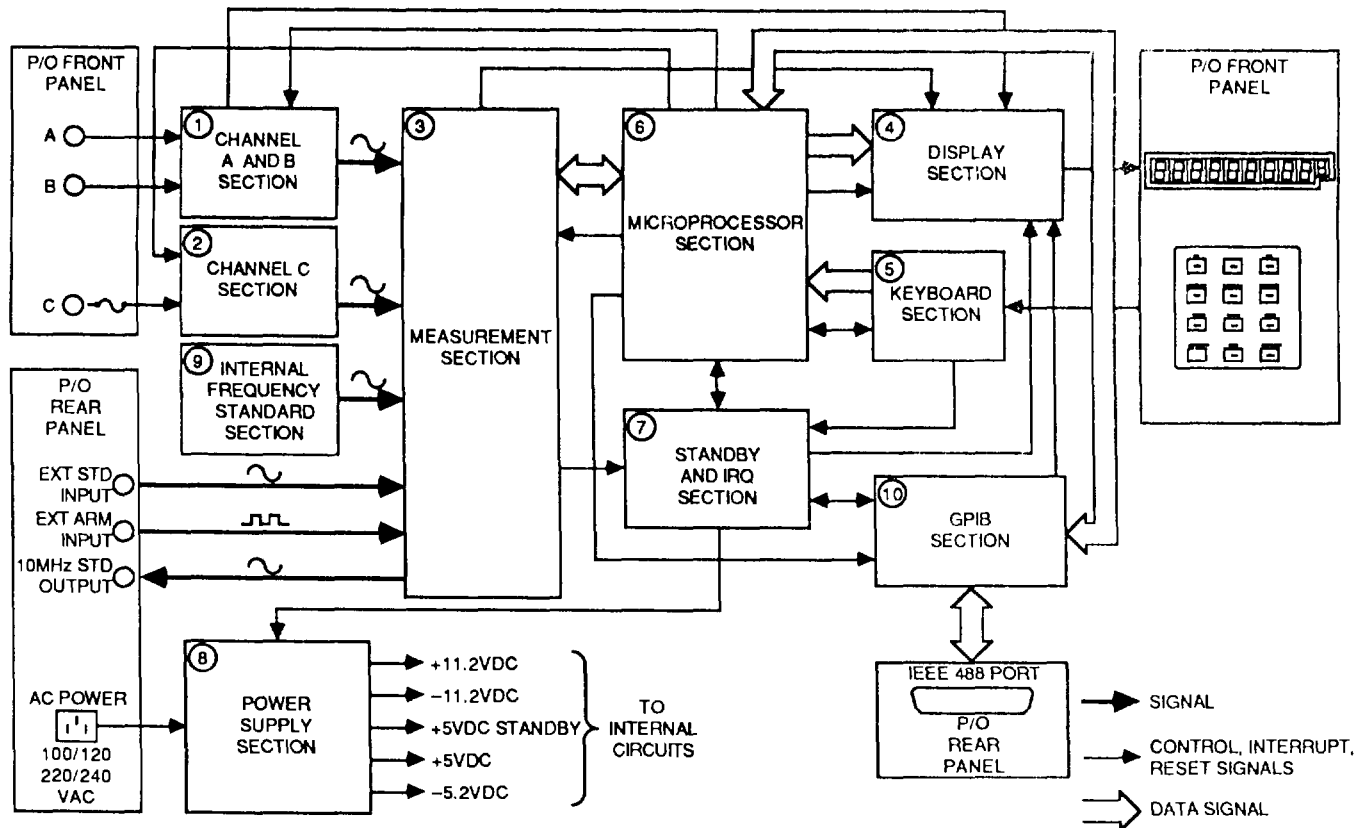 P/O FRONT
PANEL
A
B
C
1
CHANNEL
A AND B
SECTION
2
CHANNEL C
SECTION
9
INTERNAL
FREQUENCY
STANDARD
SECTION
3
MEASUREMENT
SECTION
6
MICROPROCESSOR
SECTION
4
DISPLAY
SECTION
5
KEYBOARD
SECTION
7
STANDBY
AND IRQ
SECTION
10
GPIB
SECTION
P/O FRONT
PANEL
P/O
REAR
PANEL
EXT STD
INPUT
EXT ARM
INPUT
10MHz STD
OUTPUT
AC POWER
100/120
220/240
VAC
8
POWER
SUPPLY
SECTION
+11.2VDC
-11.2VDC
+5VDC STANDBY
+5VDC
-5.2VDC
TO
INTERNAL
CIRCUITS
IEEE 488 PORT
P/O
REAR
PANEL
SIGNAL
CONTROL, INTERRUPT,
RESET SIGNALS
DATA SIGNAL